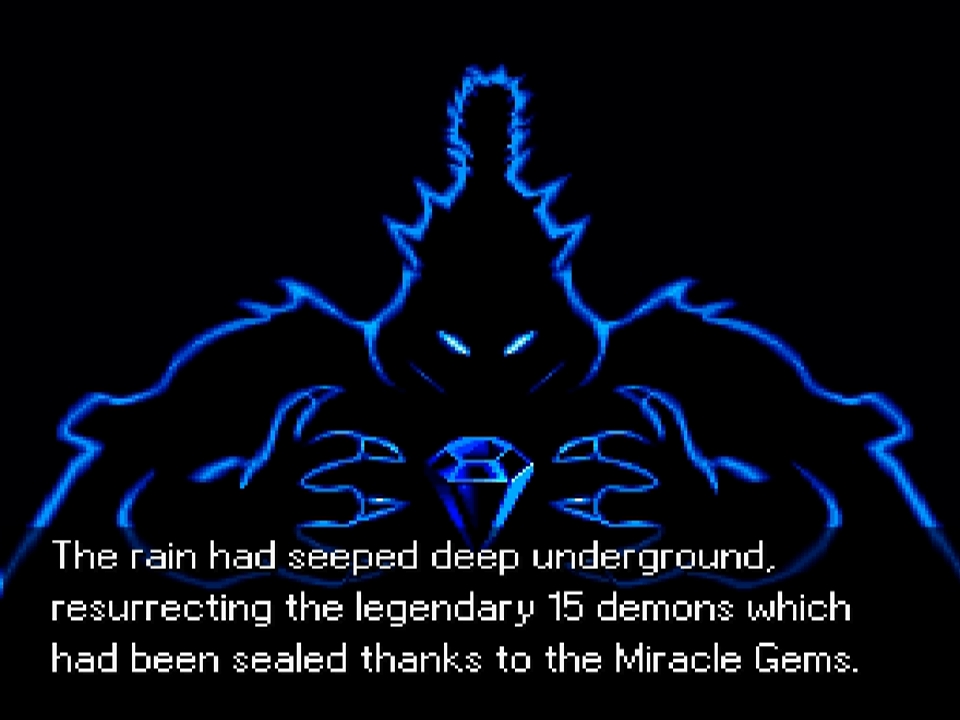 The rain had seeped deep underground,
resurrecting the legendary 15 demons which
had been sealed thanks to the Miracle Gems.